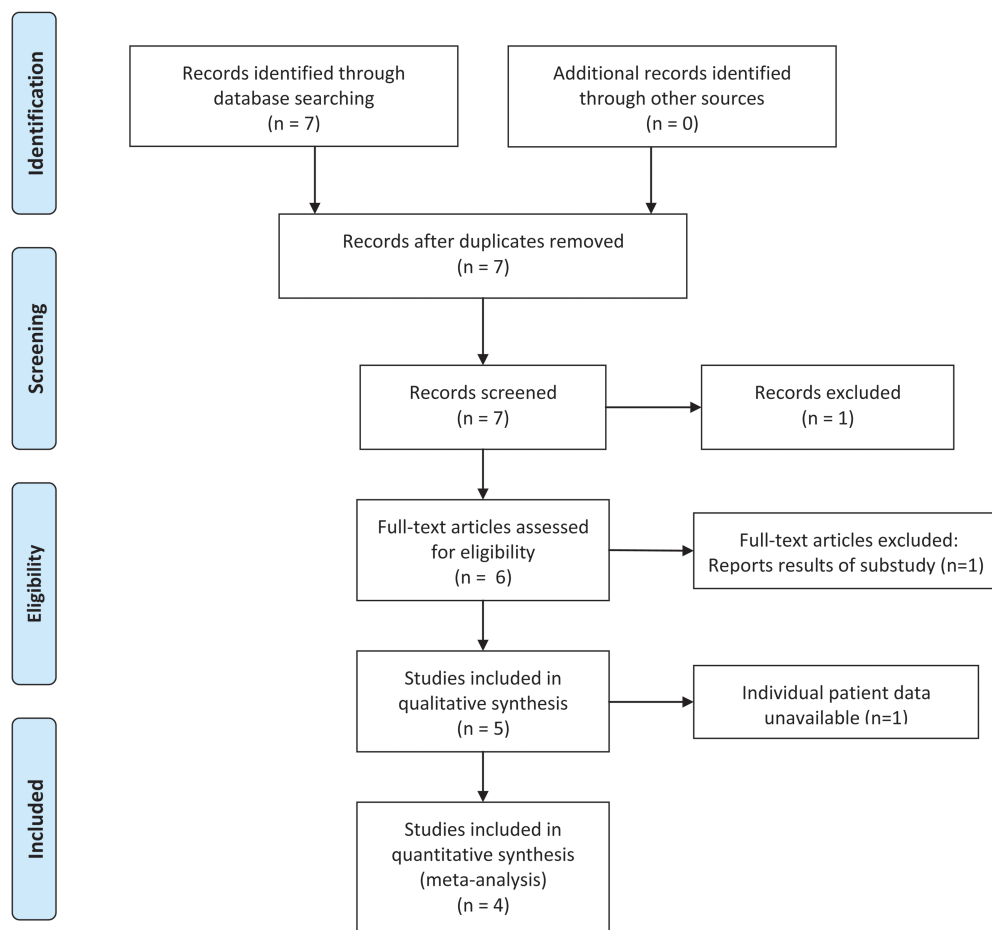 Identification
Records identified through
database searching
(n = 7)
Additional records identified
through other sources
(n = 0)
Records after duplicates removed
(n = 7)
Screening
Records screened
(n = 7)
Records excluded
(n = 1)
Eligibility
Full-text articles assessed
for eligibility
(n =  6)
Full-text articles excluded:
Reports results of substudy (n=1)
Studies included in
qualitative synthesis
(n = 5)
Individual patient data
unavailable (n=1)
Included
Studies included in
quantitative synthesis
(meta-analysis)
(n = 4)